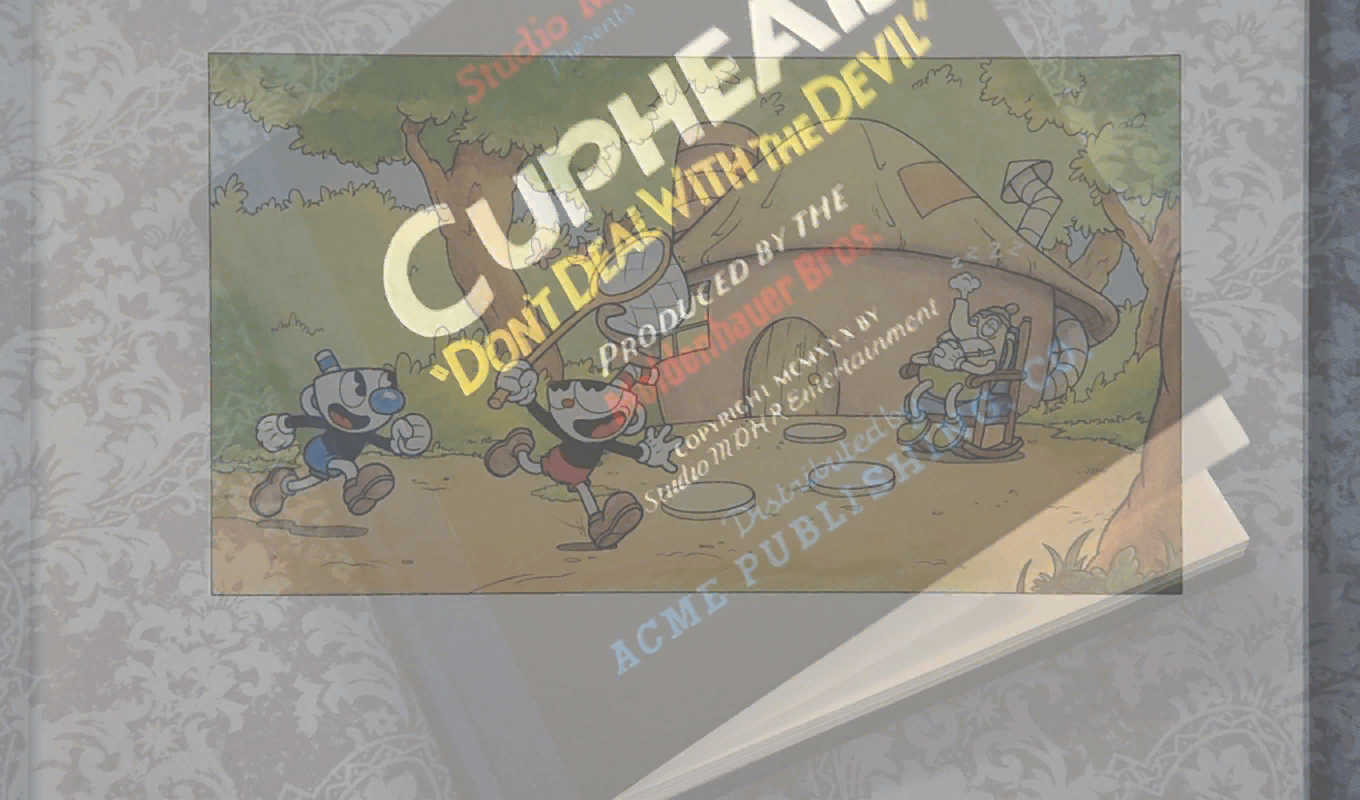 Studio
Presents
CUPHEAD
"DON'T DEAL WITH THE DEVIL"
PRODUCED BY THE
Moldenhauer Bros.
COPYRIGHT MCMXXX BY
Studio MDHR Entertainment
Distributed by
ACME PUBLISHING CO.
z z z z